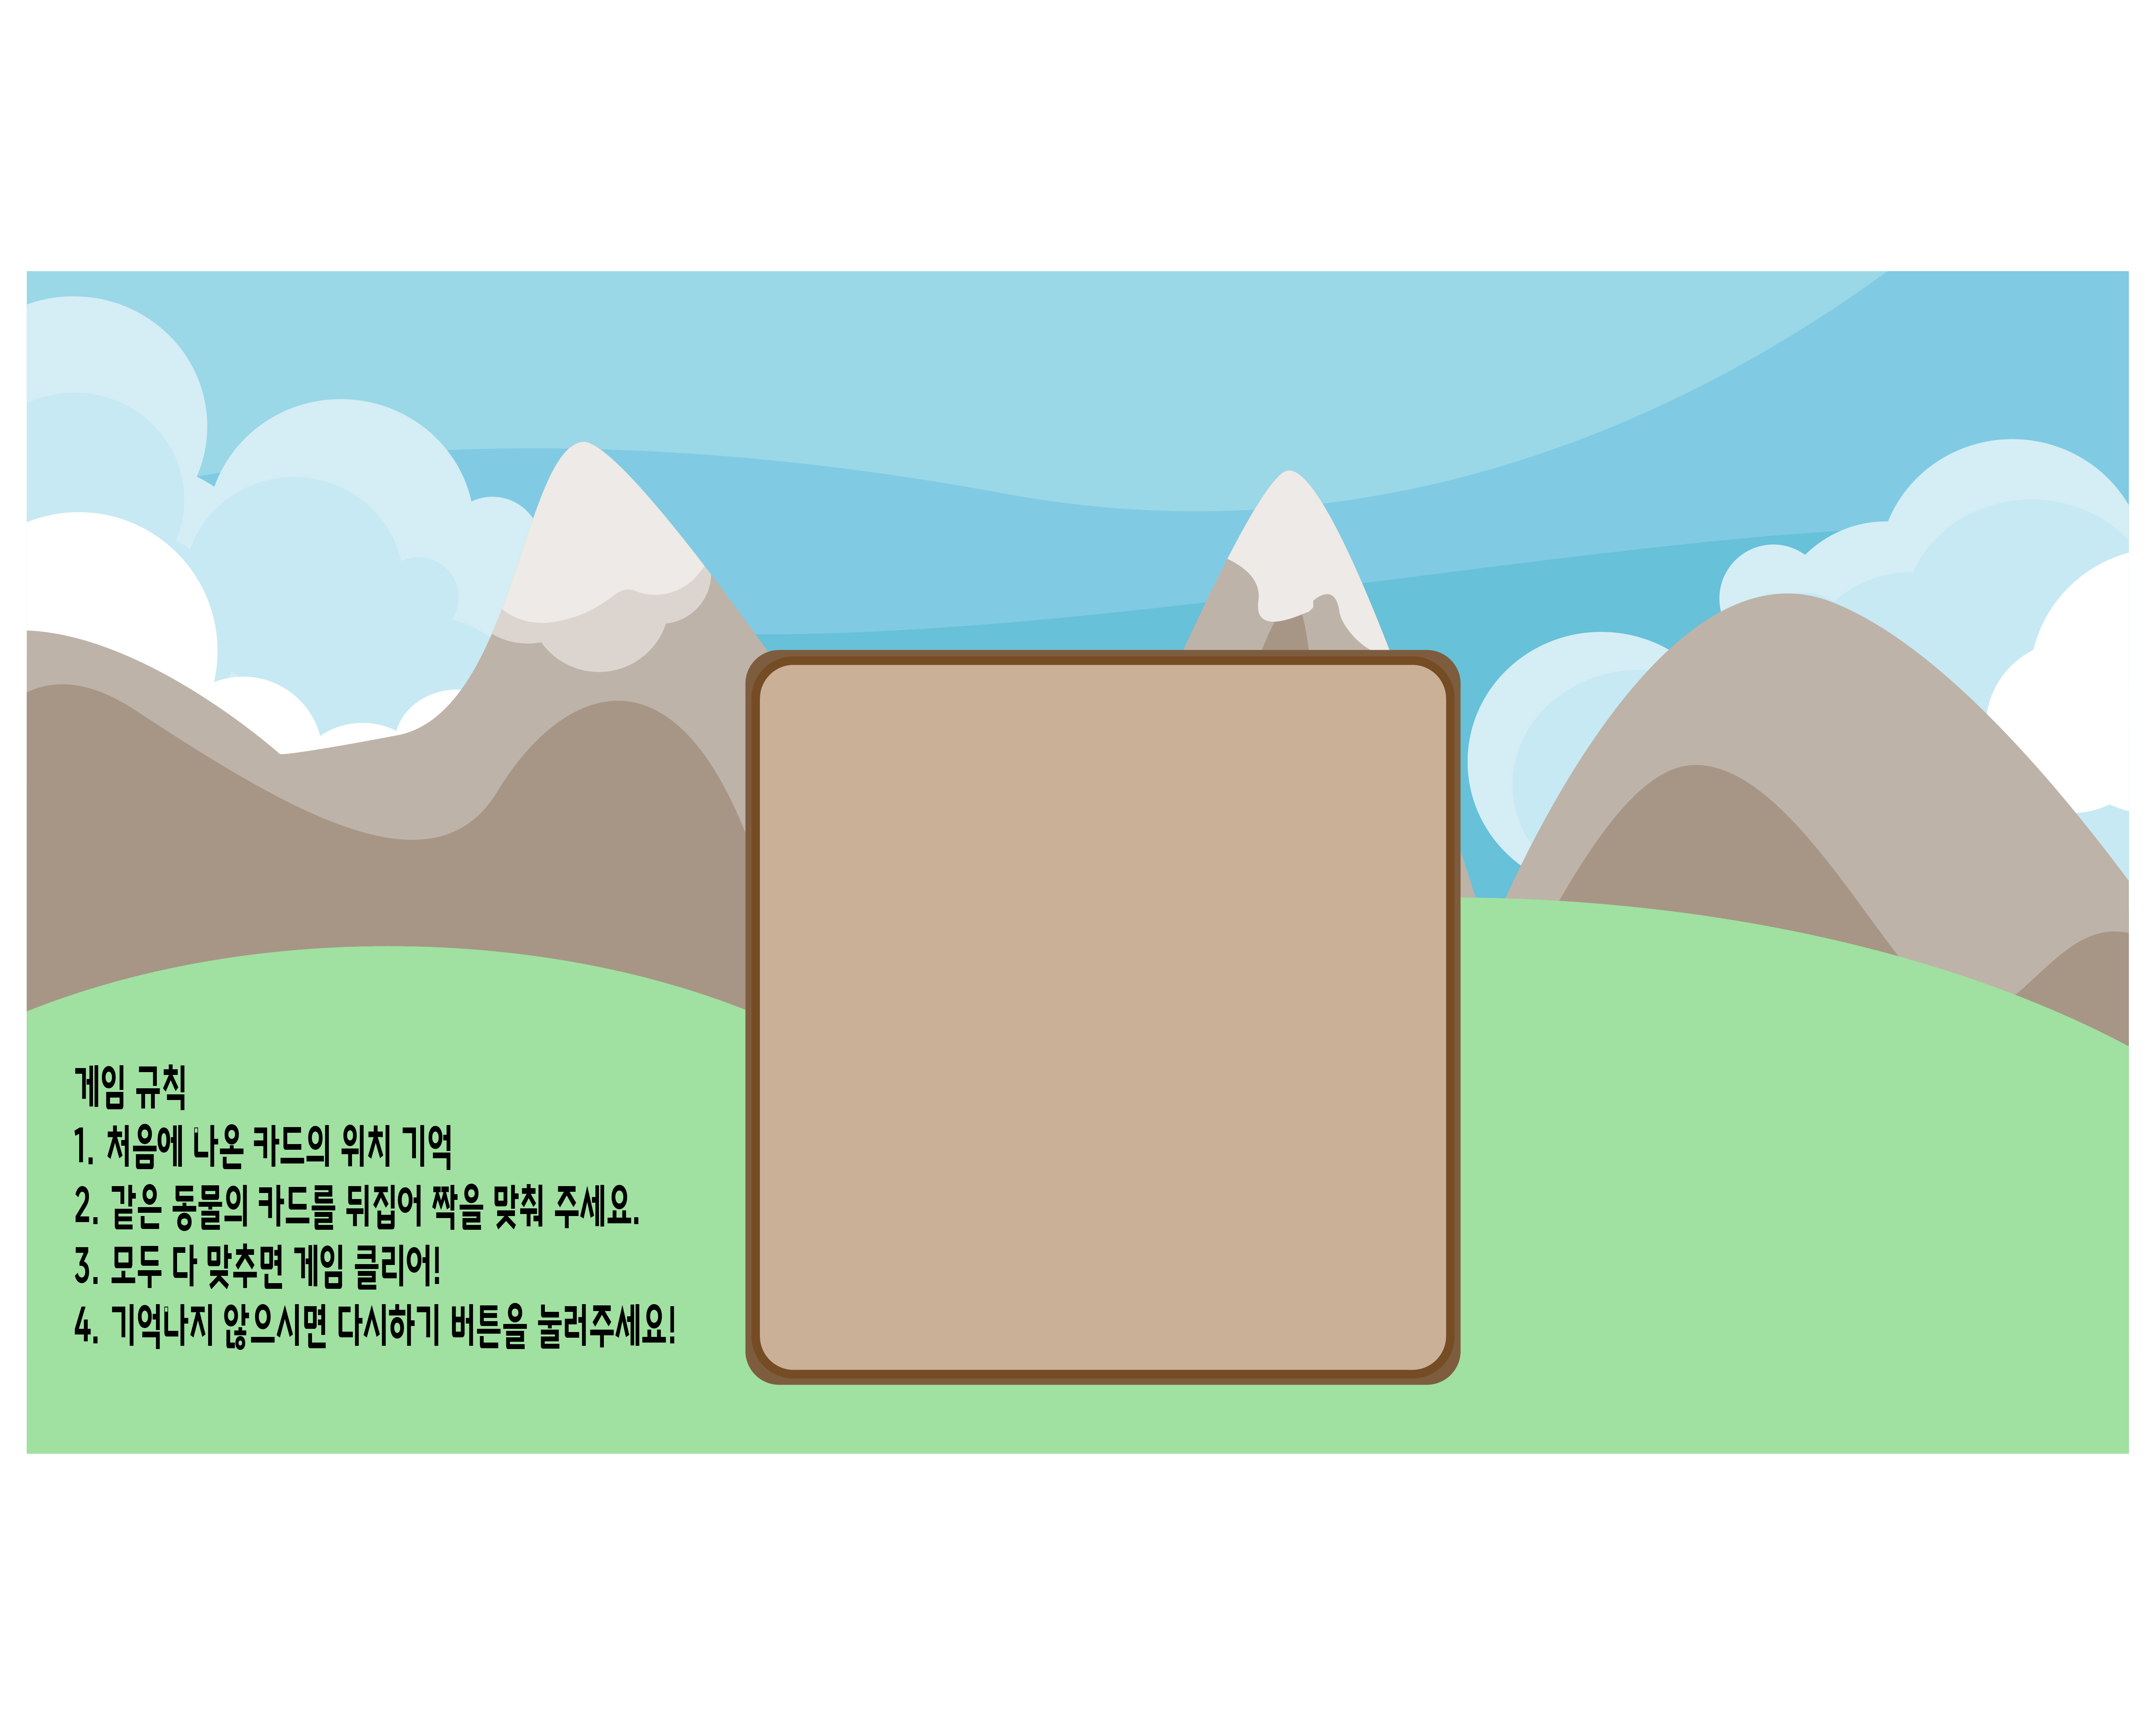 게임 규칙
1. 처음에 나온 카드의 위치 기억
2. 같은 동물의 카드를 뒤집어 짝을 맞춰 주세요.
3. 모두 다 맞추면 게임 클리어!
4. 기억나지 않으시면 다시하기 버튼을 눌러주세요!